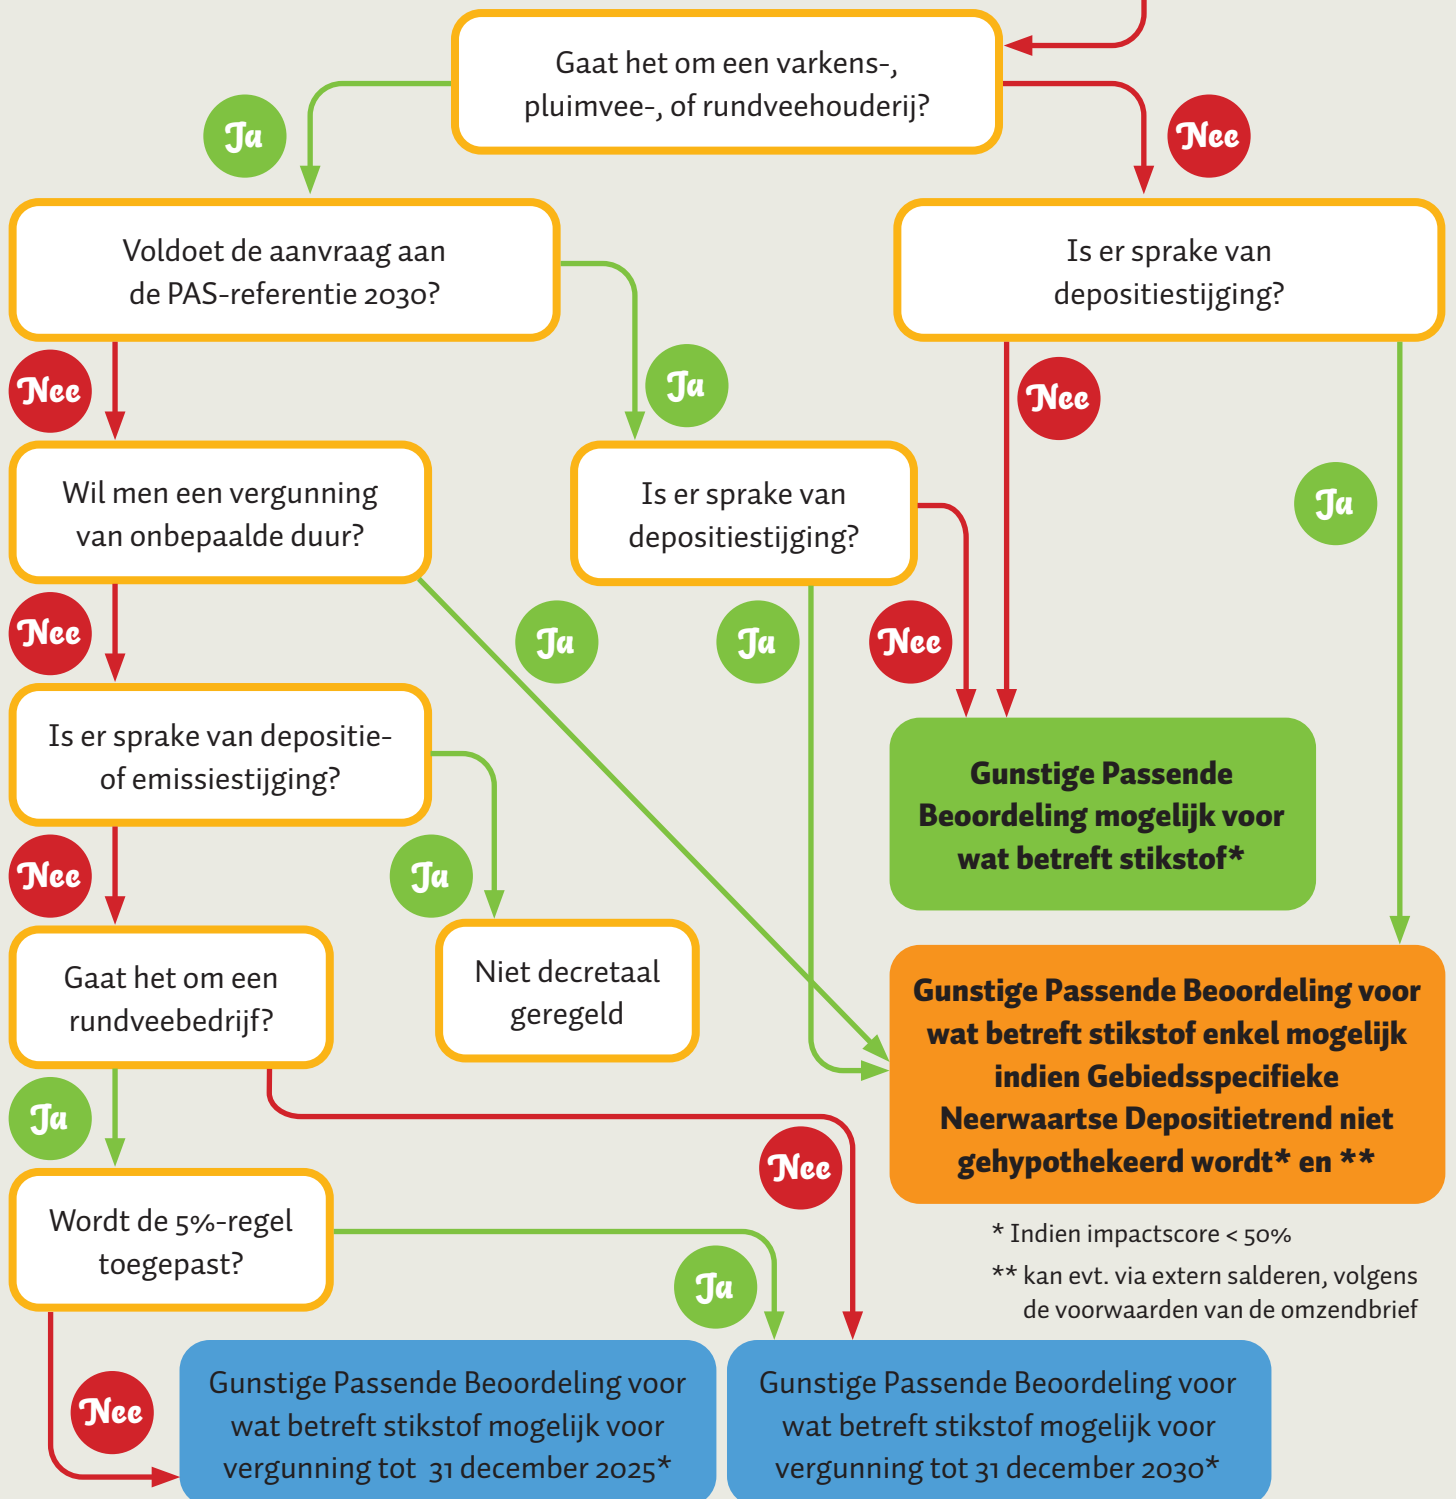 Gaat het om een varkens-,
pluimvee-, of rundveehouderij?
Ja
Nee
Voldoet de aanvraag aan
de PAS-referentie 2030?
Is er sprake van
depositiestijging?
Nee
Ja
Nee
Wil men een vergunning
van onbepaalde duur?
Is er sprake van
depositiestijging?
Ja
Nee
Ja
Ja
Nee
Is er sprake van depositie-
of emissiestijging?
Gunstige Passende
Beoordeling mogelijk voor
wat betreft stikstof*
Nee
Ja
Gaat het om een
rundveebedrijf?
Niet decretaal
geregeld
Gunstige Passende Beoordeling voor
wat betreft stikstof enkel mogelijk
indien Gebiedsspecifieke
Neerwaartse Depositietrend niet
gehypothekeerd wordt* en **
Ja
Nee
Wordt de 5%-regel
toegepast?
* Indien impactscore < 50%
** kan evt. via extern salderen, volgens
de voorwaarden van de omzendbrief
Ja
Nee
Gunstige Passende Beoordeling voor
wat betreft stikstof mogelijk voor
vergunning tot 31 december 2025*
Gunstige Passende Beoordeling voor
wat betreft stikstof mogelijk voor
vergunning tot 31 december 2030*